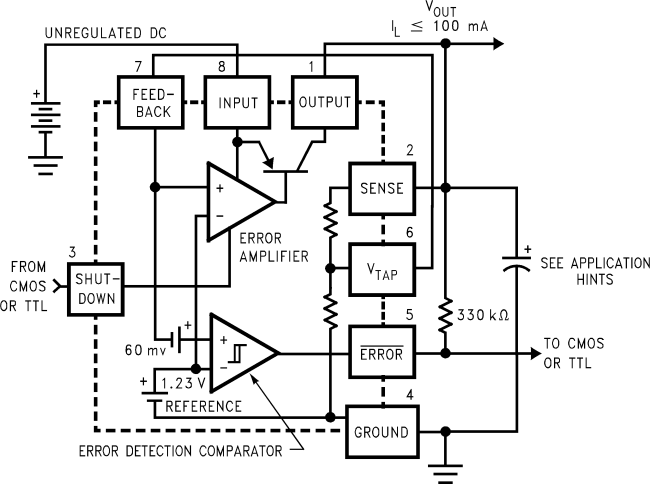 V_OUT
I_L ≤ 100 mA
UNREGULATED DC
7
8
1
FEED-
BACK
INPUT
OUTPUT
+
2
SENSE
+
−
ERROR
AMPLIFIER
6
V_TAP
+
SEE APPLICATION
HINTS
3
FROM
CMOS
OR TTL
SHUT-
DOWN
5
330 kΩ
+
60 mv
+
−
ERROR
TO CMOS
OR TTL
+
1.23 V
REFERENCE
4
GROUND
ERROR DETECTION COMPARATOR